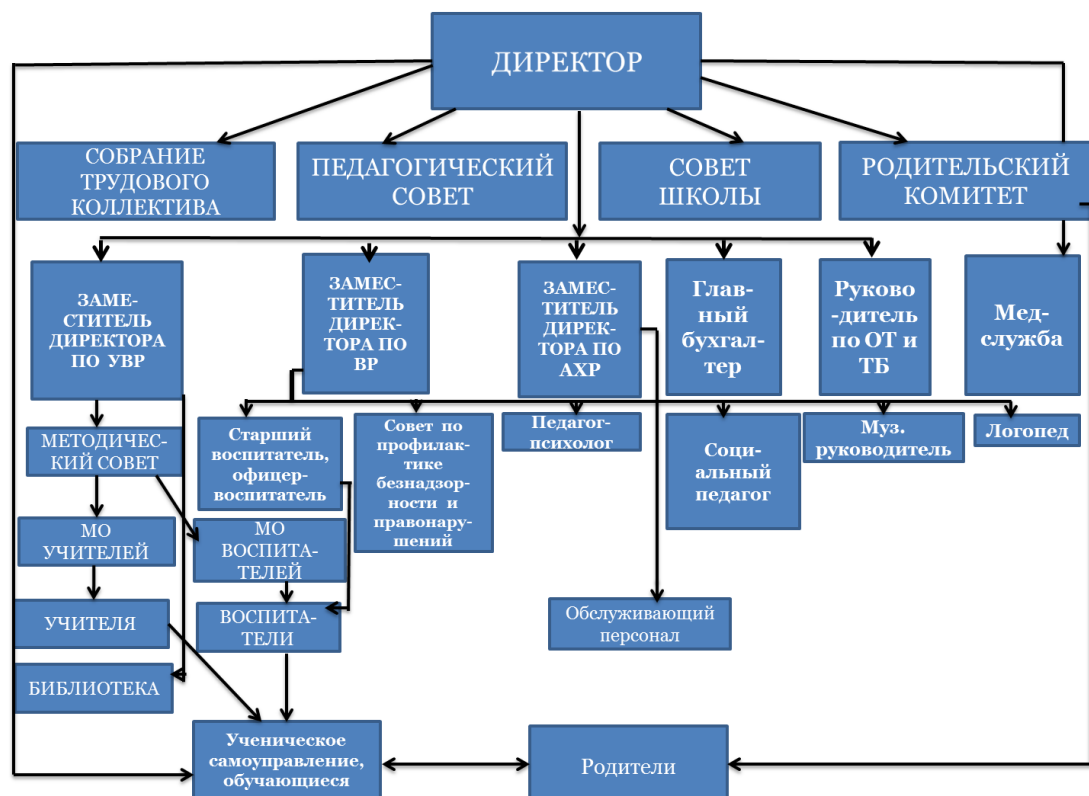 ДИРЕКТОР
СОБРАНИЕ
ТРУДОВОГО
КОЛЛЕКТИВА
ПЕДАГОГИЧЕСКИЙ
СОВЕТ
СОВЕТ
ШКОЛЫ
РОДИТЕЛЬСКИЙ
КОМИТЕТ
ЗАМЕ-
СТИТЕЛЬ
ДИРЕКТОРА
ПО УВР
ЗАМЕС-
ТИТЕЛЬ
ДИРЕК-
ТОРА ПО
ВР
ЗАМЕС-
ТИТЕЛЬ
ДИРЕК-
ТОРА ПО
АХР
Глав-
ный
бухгал-
тер
Руково
-дитель
по ОТ и
ТБ
Мед-
служба
МЕТОДИЧЕС-
КИЙ СОВЕТ
Старший
воспитатель,
офицер-
воспитатель
Совет по
профилак-
тике
безнадзор-
ности и
правонару-
шений
Педагог-
психолог
Соци-
альный
педагог
Муз.
руководитель
Логопед
МО
УЧИТЕЛЕЙ
МО
ВОСПИТА-
ТЕЛЕЙ
УЧИТЕЛЯ
ВОСПИТА-
ТЕЛИ
Обслуживающий
персонал
БИБЛИОТЕКА
Ученическое
самоуправление,
обучающиеся
Родители